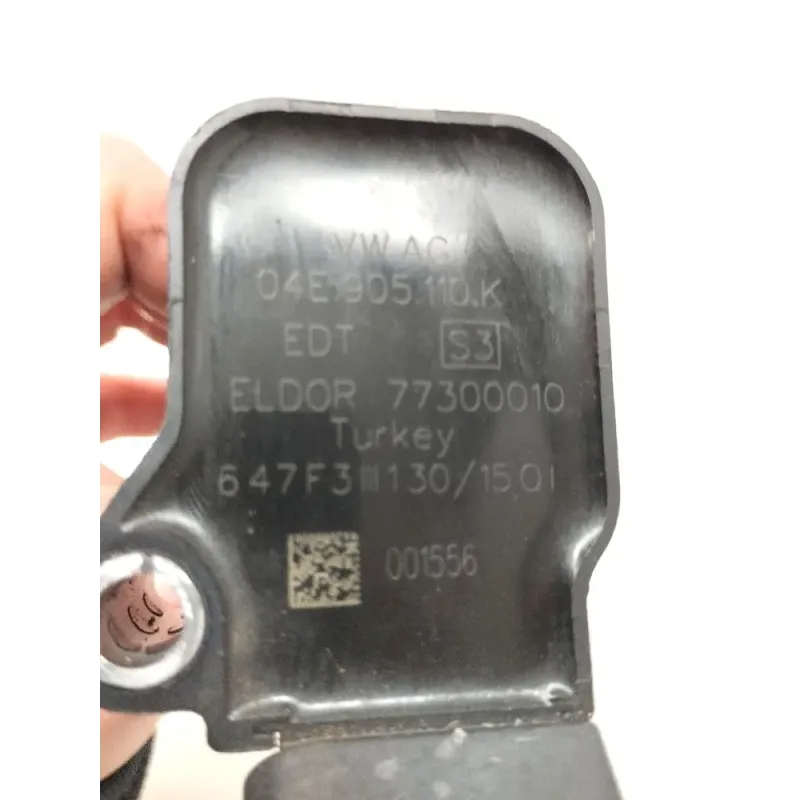 VW AG
04E.905.110.K
EDT S3
ELDOR 77300010
Turkey
647F3 130/15.01
001556